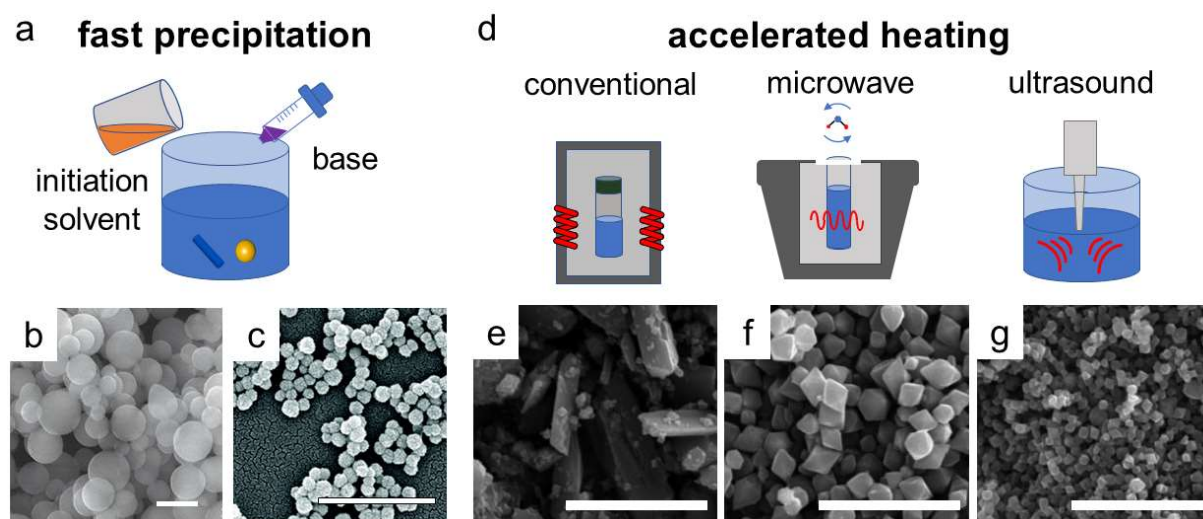 a fast precipitation
initiation
solvent
base
b
c
d accelerated heating
conventional
microwave
ultrasound
e
f
g